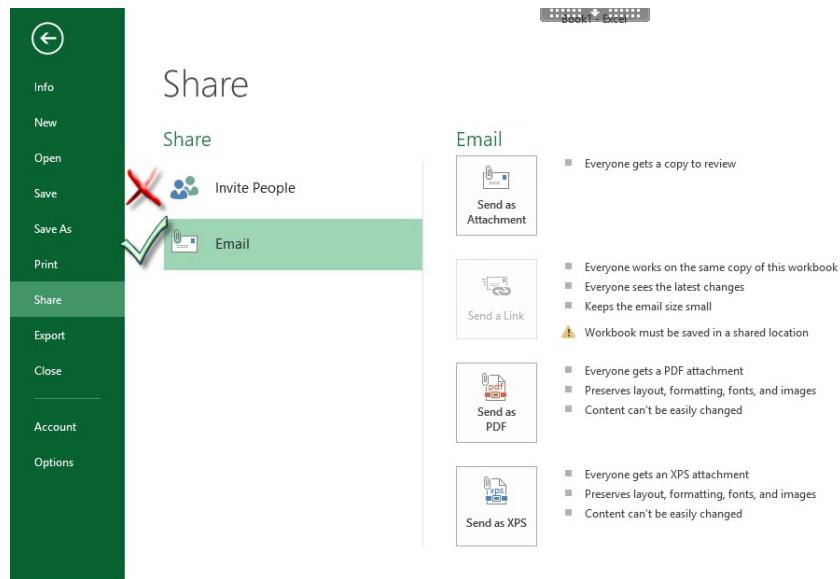 Book1 - Excel
Info
New
Open
Save
Save As
Print
Share
Export
Close
Account
Options
Share
Share
Invite People
Email
Email
Send as
Attachment
Everyone gets a copy to review
Send a Link
Everyone works on the same copy of this workbook
Everyone sees the latest changes
Keeps the email size small
Workbook must be saved in a shared location
pdf
Send as
PDF
Everyone gets a PDF attachment
Preserves layout, formatting, fonts, and images
Content can't be easily changed
xps
Send as XPS
Everyone gets an XPS attachment
Preserves layout, formatting, fonts, and images
Content can't be easily changed